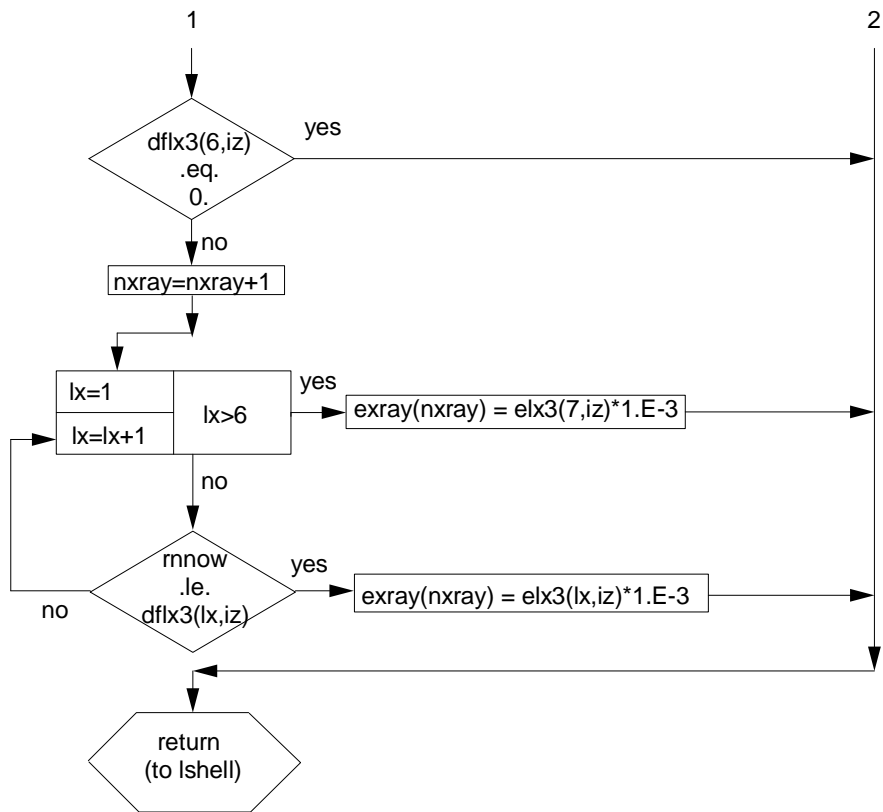 1
2
dflx3(6,iz)
.eq.
0.
yes
no
nxray=nxray+1
lx=1
lx=lx+1
lx>6
yes
exray(nxray) = elx3(7,iz)*1.E-3
no
rnnow
.le.
dflx3(lx,iz)
yes
exray(nxray) = elx3(lx,iz)*1.E-3
no
return
(to lshell)